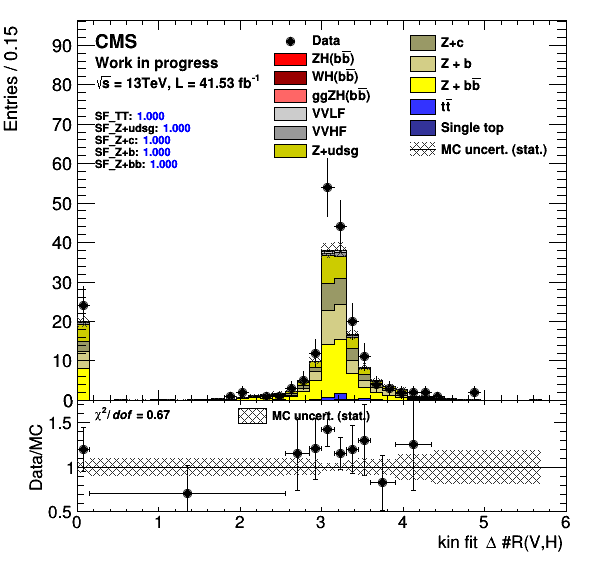 CMS
Work in progress
√s = 13TeV, L = 41.53 fb⁻¹
SF_TT: 1.000
SF_Z+udsg: 1.000
SF_Z+c: 1.000
SF_Z+b: 1.000
SF_Z+bb: 1.000
Data
ZH(bb̅)
WH(bb̅)
ggZH(bb̅)
VVLF
VVHF
Z+udsg
Z+c
Z + b
Z + bb̅
tt̅
Single top
MC uncert. (stat.)
Entries / 0.15
90
80
70
60
50
40
30
20
10
0
χ²/dof = 0.67
MC uncert. (stat.)
Data/MC
1.5
1
0.5
0 1 2 3 4 5 6
kin fit Δ #R(V,H)